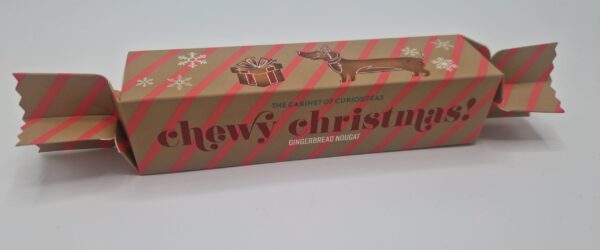 THE CABINET OF CURIOSITEAS
chewy christmas!
GINGERBREAD NOUGAT